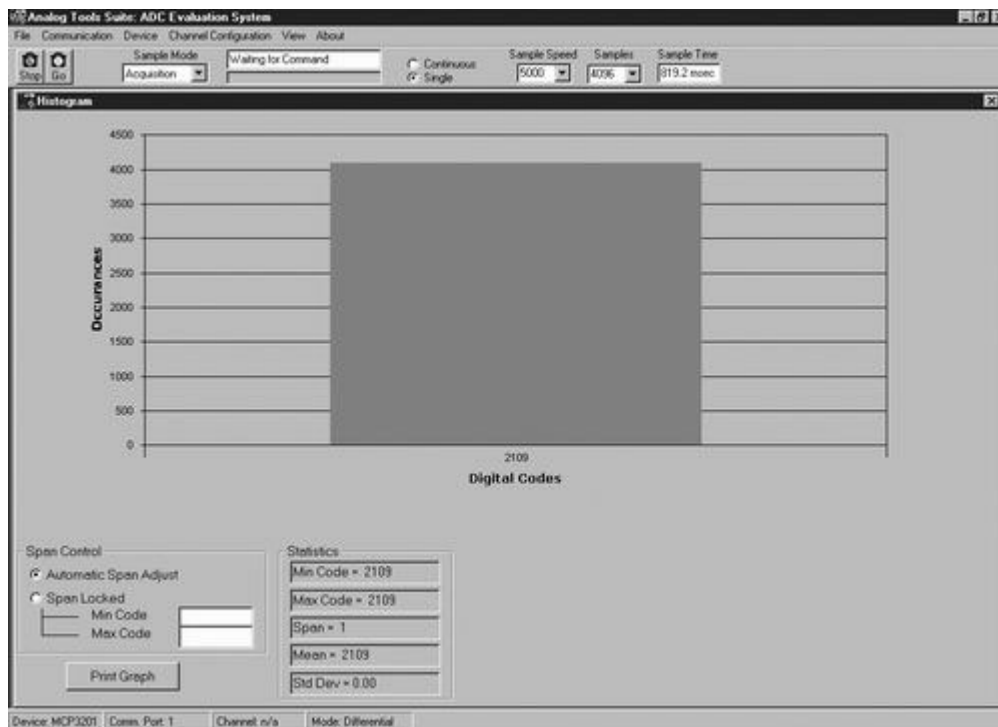 Analog Tools Suite: ADC Evaluation System
File Communication Device Channel Configuration View About
Stop Go
Sample Mode
Acquisition
Waiting for Command
Continuous
Single
Sample Speed
5000
Samples
4096
Sample Time
819.2 msec
Histogram
4500
4000
3500
3000
2500
2000
1500
1000
500
0
Occurances
2109
Digital Codes
Span Control
Automatic Span Adjust
Span Locked
Min Code
Max Code
Print Graph
Statistics
Min Code = 2109
Max Code = 2109
Span = 1
Mean = 2109
Std Dev = 0.00
Device: MCP3201 Comm. Port: 1 Channel: n/a Mode: Differential